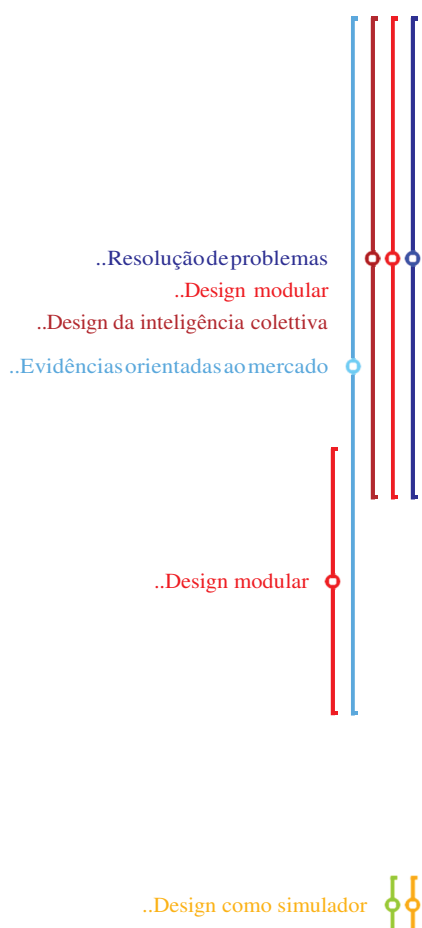 ..Resolução de problemas
..Design modular
..Design da inteligência colettiva
..Evidências orientadas ao mercado
..Design modular
..Design como simulador